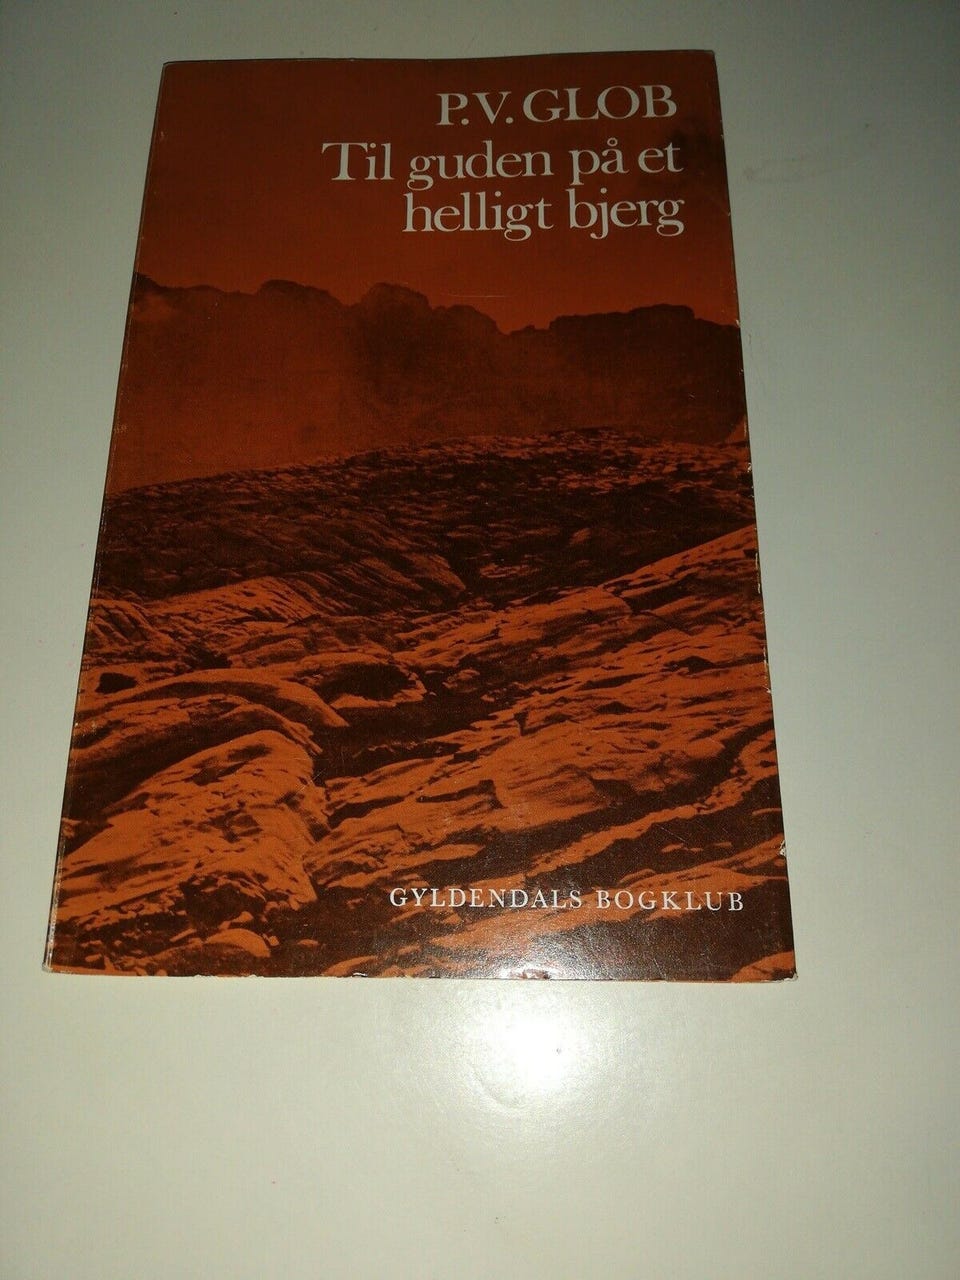 P.V. GLOB
Til guden på et
helligt bjerg
GYLDENDALS BOGKLUB